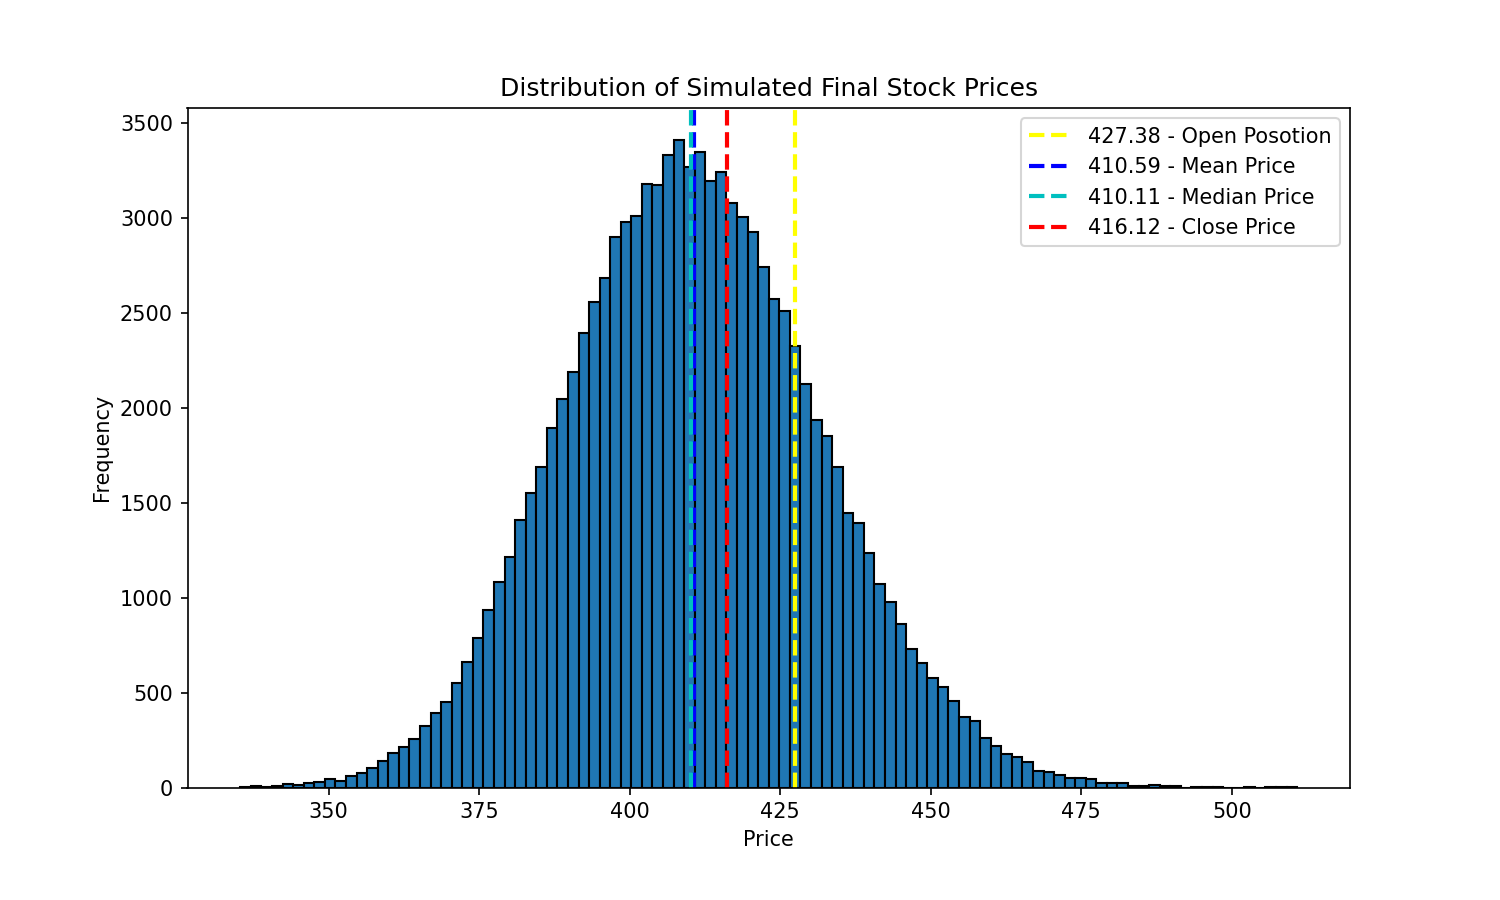 Distribution of Simulated Final Stock Prices
427.38 - Open Posotion
410.59 - Mean Price
410.11 - Median Price
416.12 - Close Price
Frequency
3500
3000
2500
2000
1500
1000
500
0
350 375 400 425 450 475 500
Price